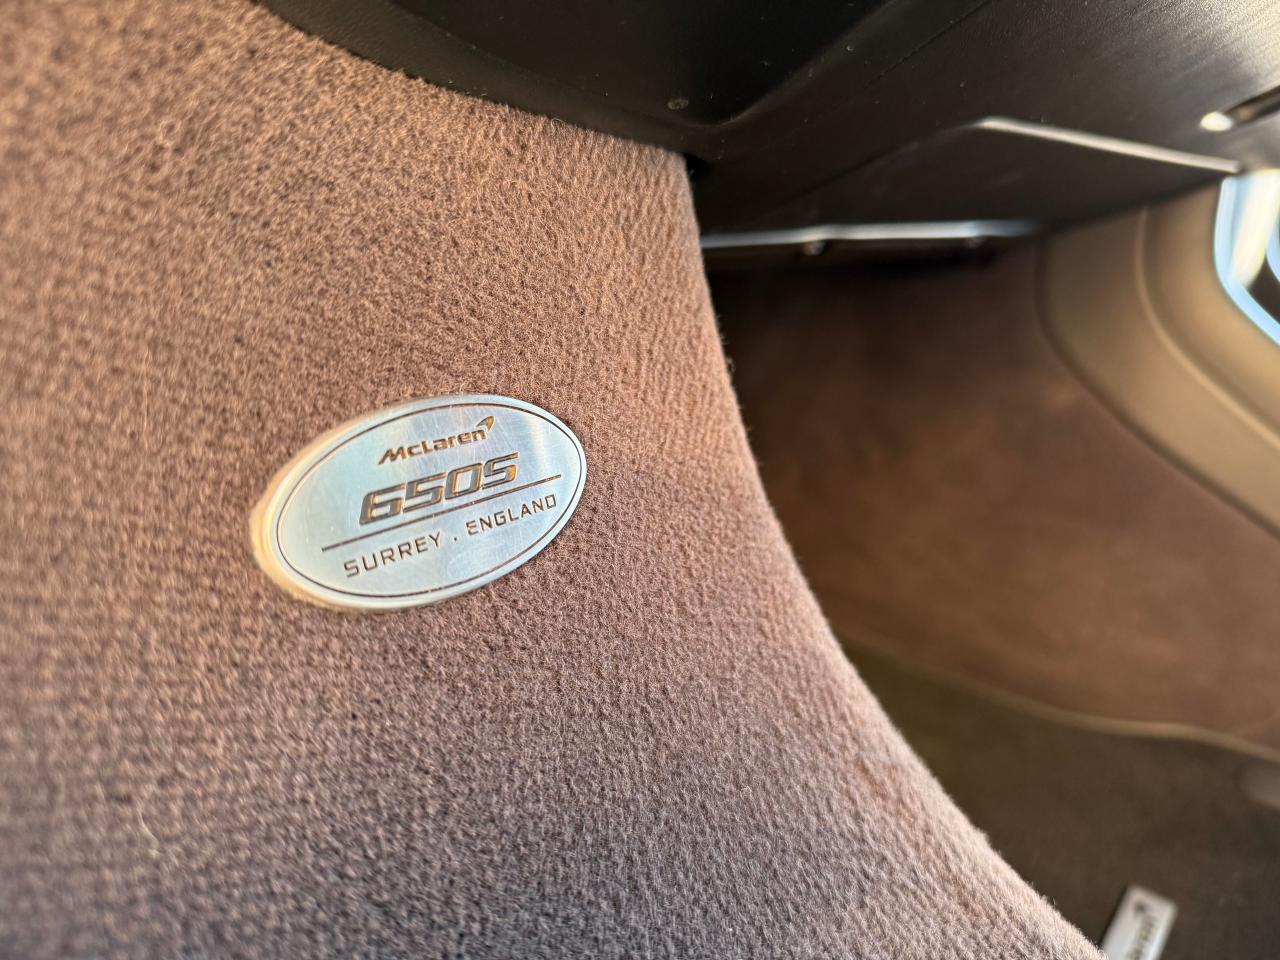 McLaren
650S
SURREY . ENGLAND